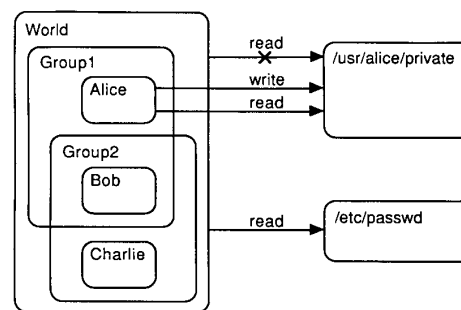 World
read
Group1
/usr/alice/private
Alice
write
read
Group2
Bob
/etc/passwd
read
Charlie